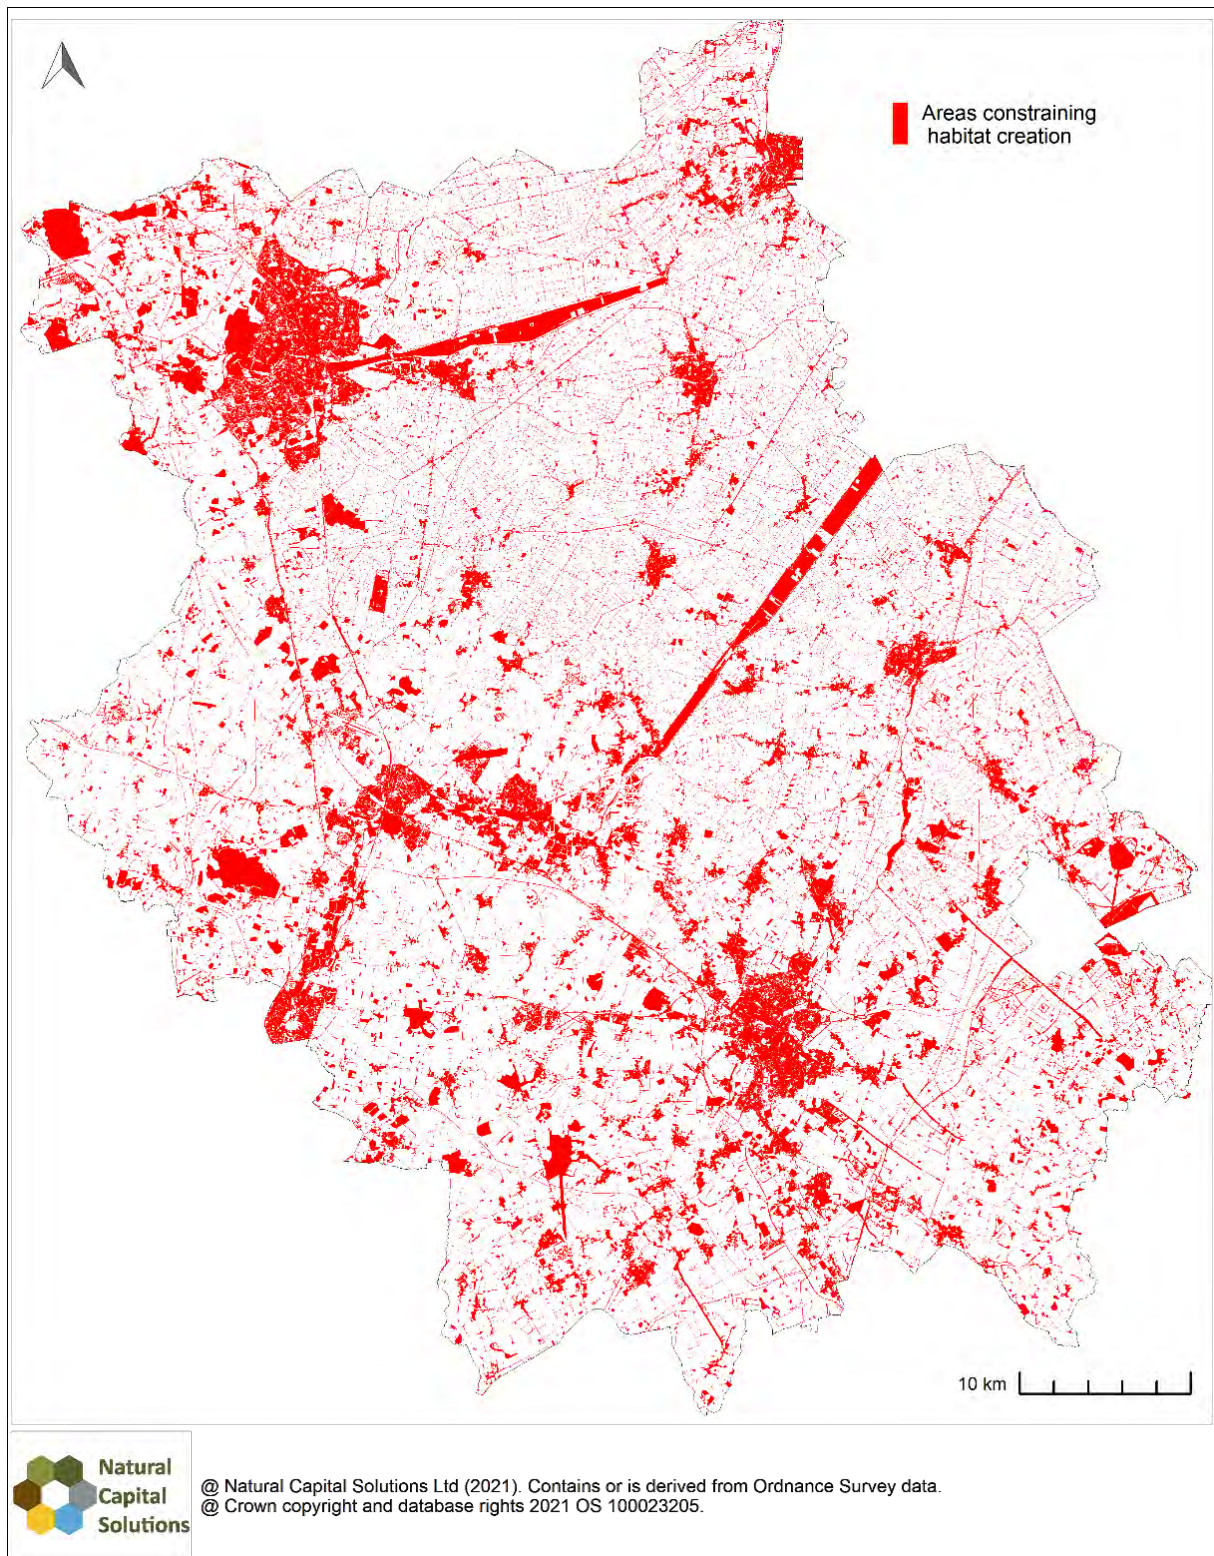 Areas constraining
habitat creation
10 km
Natural
Capital
Solutions
@ Natural Capital Solutions Ltd (2021). Contains or is derived from Ordnance Survey data.
@ Crown copyright and database rights 2021 OS 100023205.